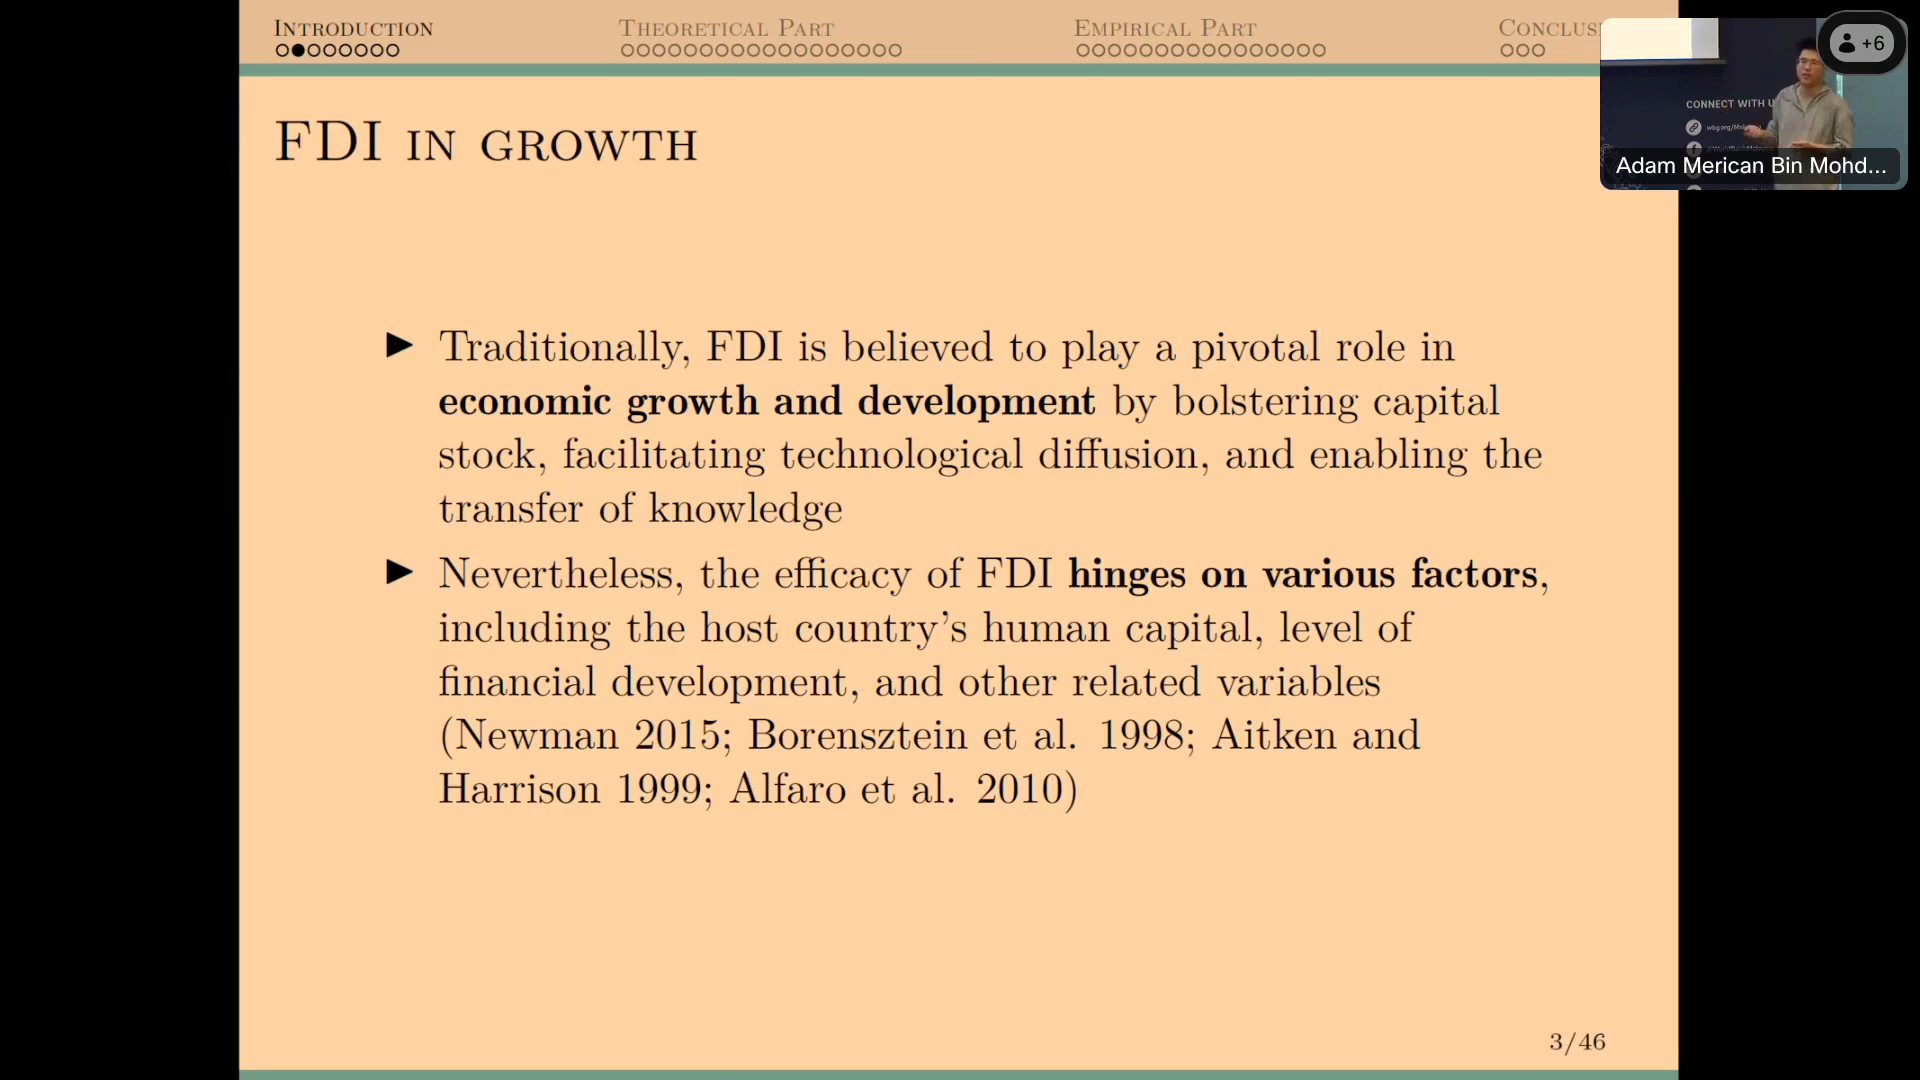 INTRODUCTION
THEORETICAL PART
EMPIRICAL PART
CONCLUS
+6
CONNECT WITH U
Adam Merican Bin Mohd...
FDI IN GROWTH
Traditionally, FDI is believed to play a pivotal role in
economic growth and development by bolstering capital
stock, facilitating technological diffusion, and enabling the
transfer of knowledge
Nevertheless, the efficacy of FDI hinges on various factors,
including the host country's human capital, level of
financial development, and other related variables
(Newman 2015; Borensztein et al. 1998; Aitken and
Harrison 1999; Alfaro et al. 2010)
3/46